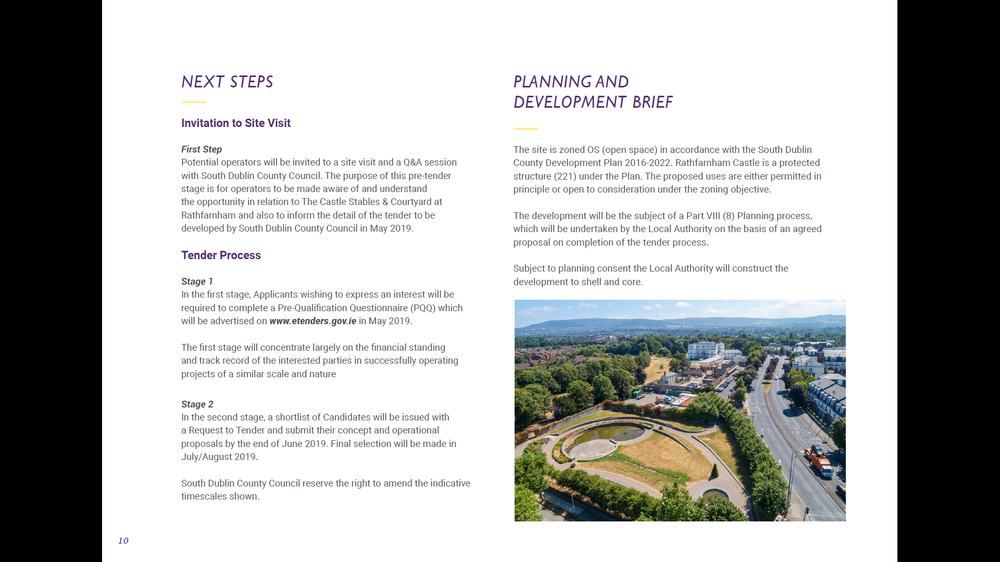 NEXT STEPS
Invitation to Site Visit
First Step
Potential operators will be invited to a site visit and a Q&A session
with South Dublin County Council. The purpose of this pre-tender
stage is for operators to be made aware of and understand
the opportunity in relation to The Castle Stables & Courtyard at
Rathfarnham and also to inform the detail of the tender to be
developed by South Dublin County Council in May 2019.
Tender Process
Stage 1
In the first stage, Applicants wishing to express an interest will be
required to complete a Pre-Qualification Questionnaire (PQQ) which
will be advertised on www.etenders.gov.ie in May 2019.
The first stage will concentrate largely on the financial standing
and track record of the interested parties in successfully operating
projects of a similar scale and nature
Stage 2
In the second stage, a shortlist of Candidates will be issued with
a Request to Tender and submit their concept and operational
proposals by the end of June 2019. Final selection will be made in
July/August 2019.
South Dublin County Council reserve the right to amend the indicative
timescales shown.
PLANNING AND
DEVELOPMENT BRIEF
The site is zoned OS (open space) in accordance with the South Dublin
County Development Plan 2016-2022. Rathfarnham Castle is a protected
structure (221) under the Plan. The proposed uses are either permitted in
principle or open to consideration under the zoning objective.
The development will be the subject of a Part VIII (8) Planning process,
which will be undertaken by the Local Authority on the basis of an agreed
proposal on completion of the tender process.
Subject to planning consent the Local Authority will construct the
development to shell and core.
10